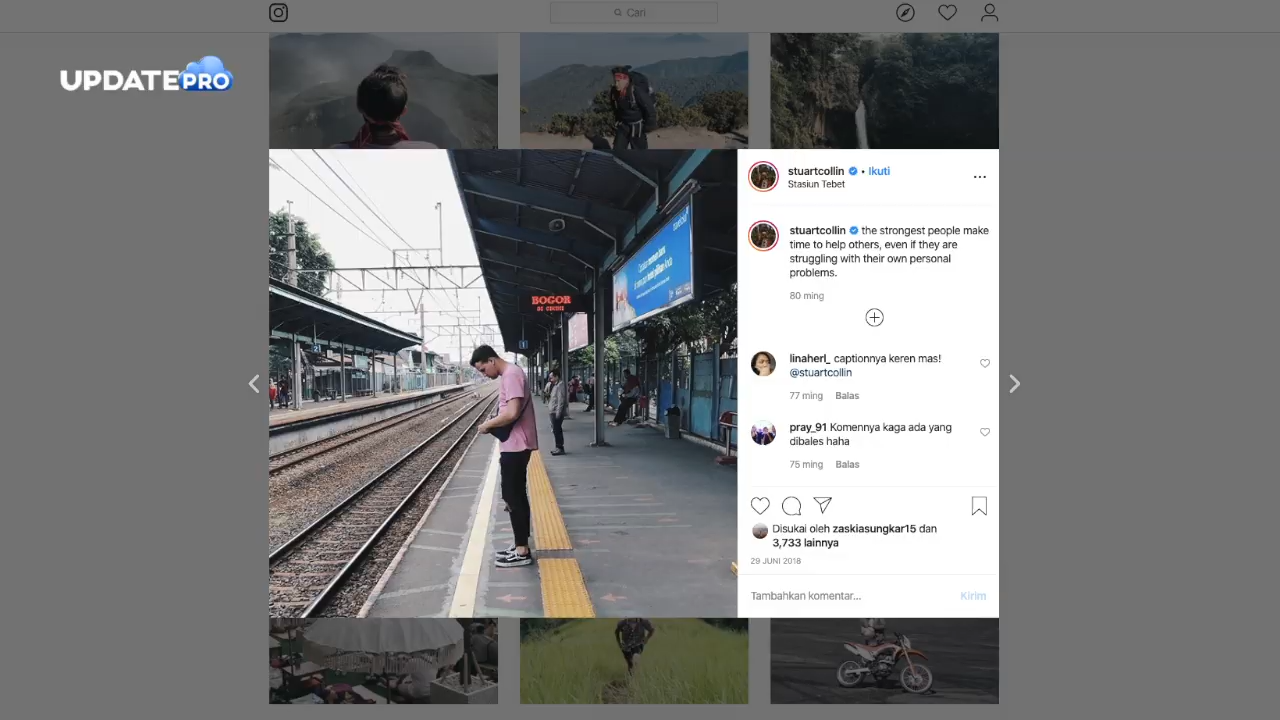 Cari
UPDATEPRO
stuartcollin • Ikuti
Stasiun Tebet
stuartcollin the strongest people make
time to help others, even if they are
struggling with their own personal
problems.
80 ming
linaherl_ captionnya keren mas!
@stuartcollin
77 ming Balas
pray_91 Komennya kaga ada yang
dibales haha
75 ming Balas
Disukai oleh zaskiasungkar15 dan
3,733 lainnya
29 JUNI 2018
Tambahkan komentar... Kirim
BOGOR
1
2